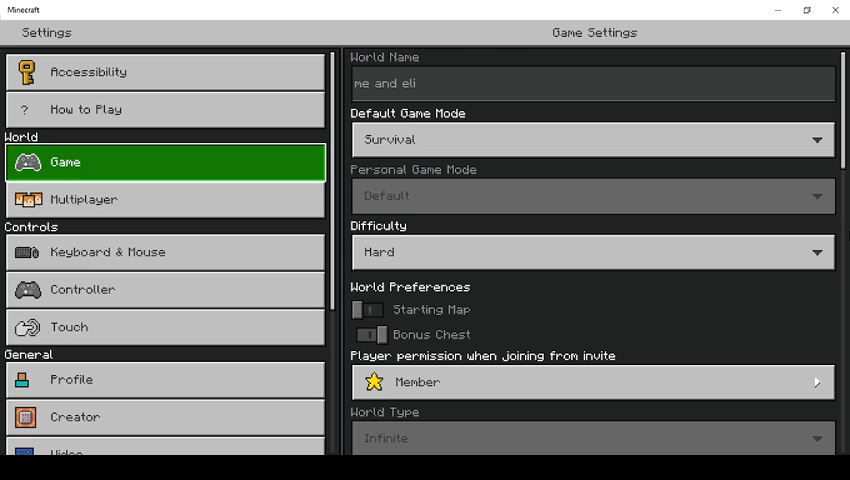 Minecraft
Settings
Game Settings
Accessibility
? How to Play
World
Game
Multiplayer
Controls
Keyboard & Mouse
Controller
Touch
General
Profile
Creator
Video
World Name
me and eli
Default Game Mode
Survival
Personal Game Mode
Default
Difficulty
Hard
World Preferences
Starting Map
Bonus Chest
Player permission when joining from invite
Member
World Type
Infinite